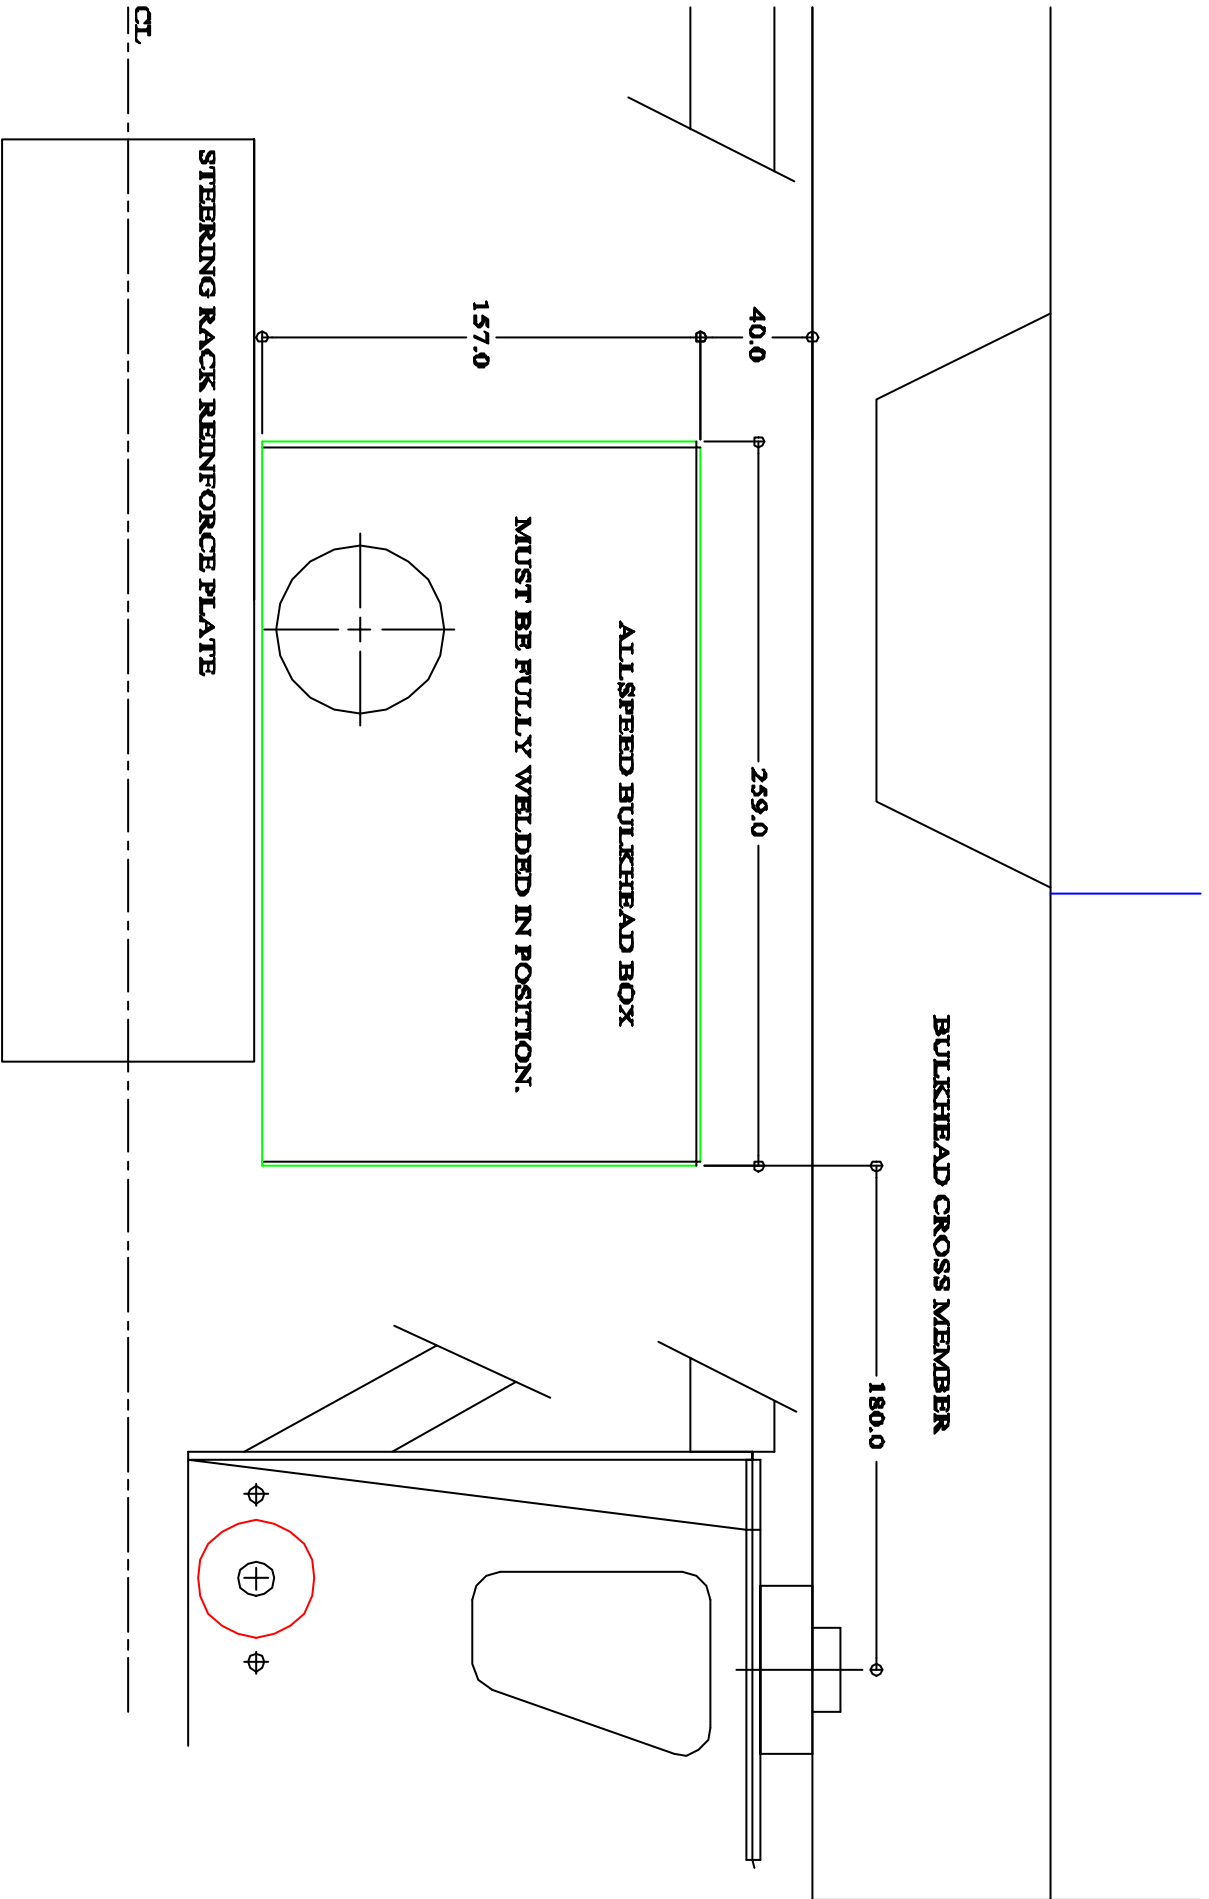 BULKHEAD CROSS MEMBER
180.0
259.0
40.0
ALLSPEED BULKHEAD BOX
MUST BE FULLY WELDED IN POSITION.
157.0
STEERING RACK REINFORCE PLATE
CL